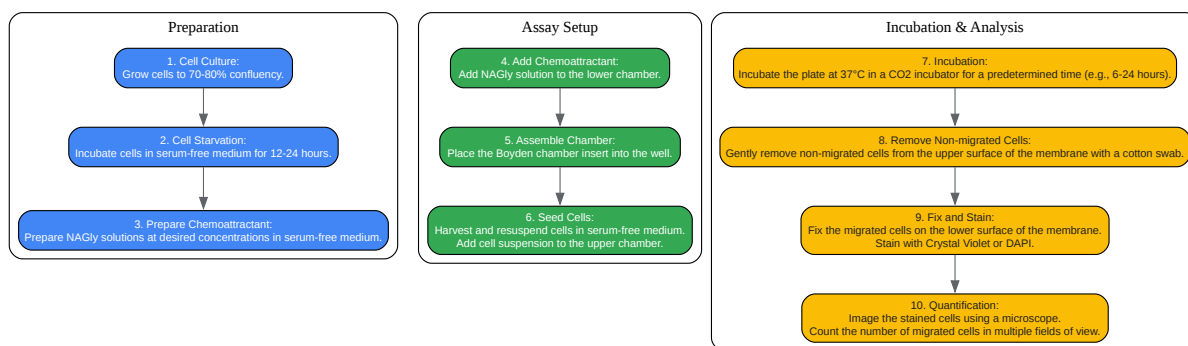 Preparation
1. Cell Culture:
Grow cells to 70-80% confluency.
2. Cell Starvation:
Incubate cells in serum-free medium for 12-24 hours.
3. Prepare Chemoattractant:
Prepare NAGly solutions at desired concentrations in serum-free medium.
Assay Setup
4. Add Chemoattractant:
Add NAGly solution to the lower chamber.
5. Assemble Chamber:
Place the Boyden chamber insert into the well.
6. Seed Cells:
Harvest and resuspend cells in serum-free medium.
Add cell suspension to the upper chamber.
Incubation & Analysis
7. Incubation:
Incubate the plate at 37°C in a CO2 incubator for a predetermined time (e.g., 6-24 hours).
8. Remove Non-migrated Cells:
Gently remove non-migrated cells from the upper surface of the membrane with a cotton swab.
9. Fix and Stain:
Fix the migrated cells on the lower surface of the membrane.
Stain with Crystal Violet or DAPI.
10. Quantification:
Image the stained cells using a microscope.
Count the number of migrated cells in multiple fields of view.